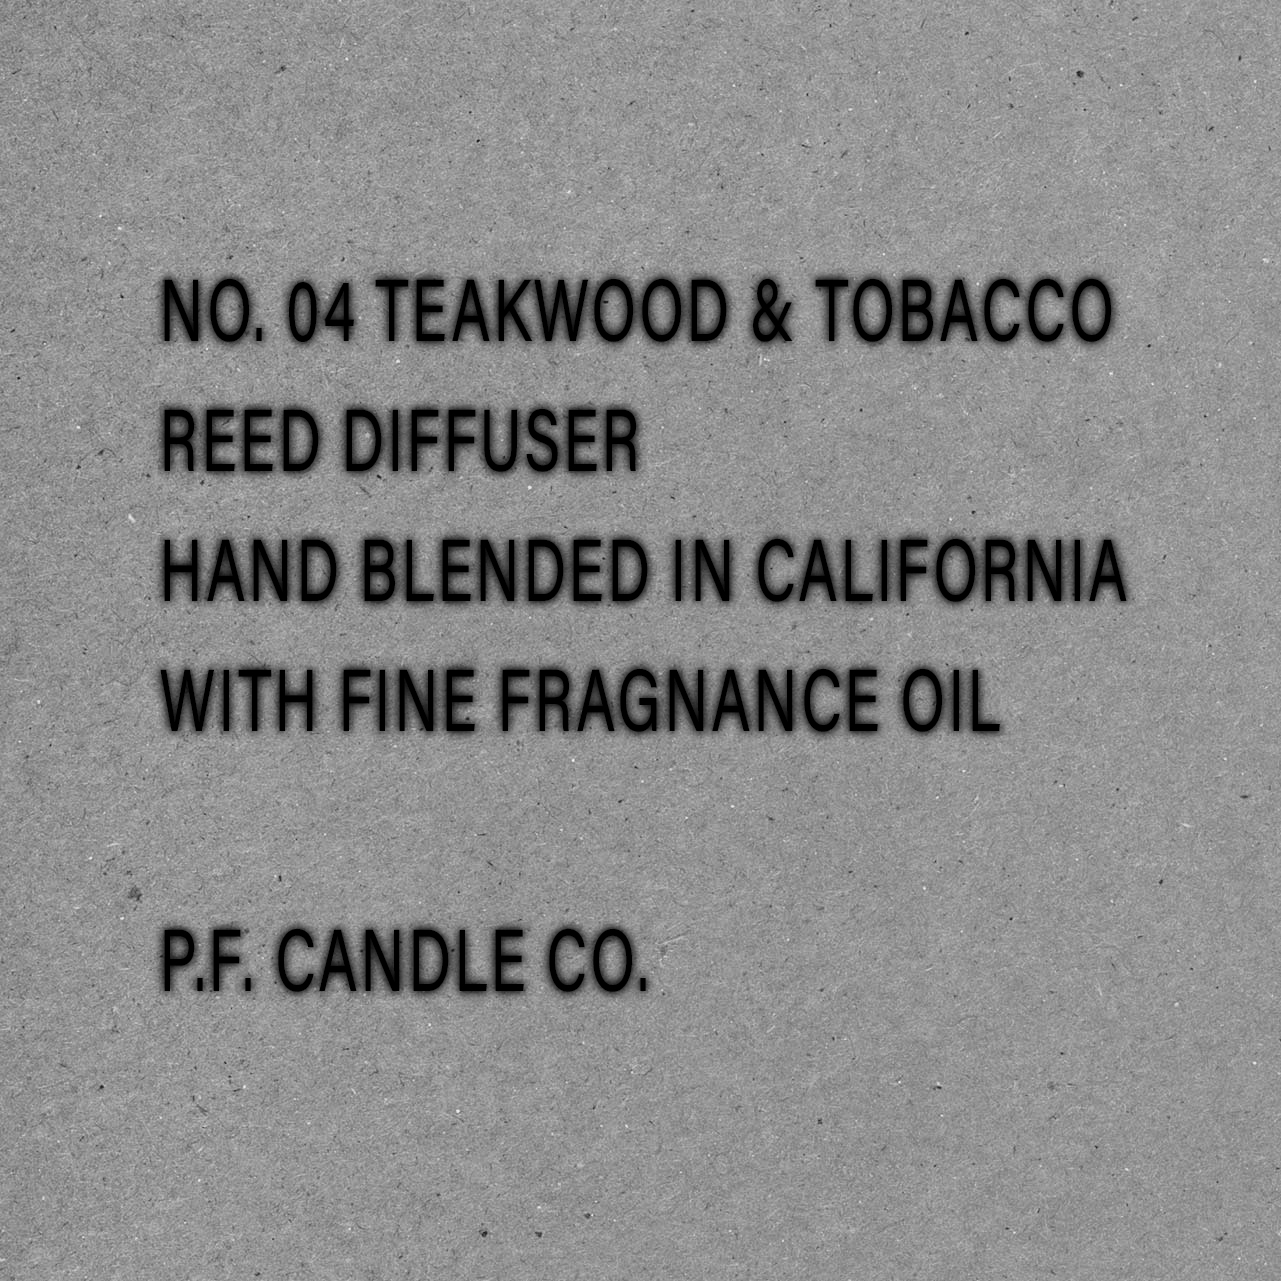 NO. 04 TEAKWOOD & TOBACCO
REED DIFFUSER
HAND BLENDED IN CALIFORNIA
WITH FINE FRAGNANCE OIL
P.F. CANDLE CO.